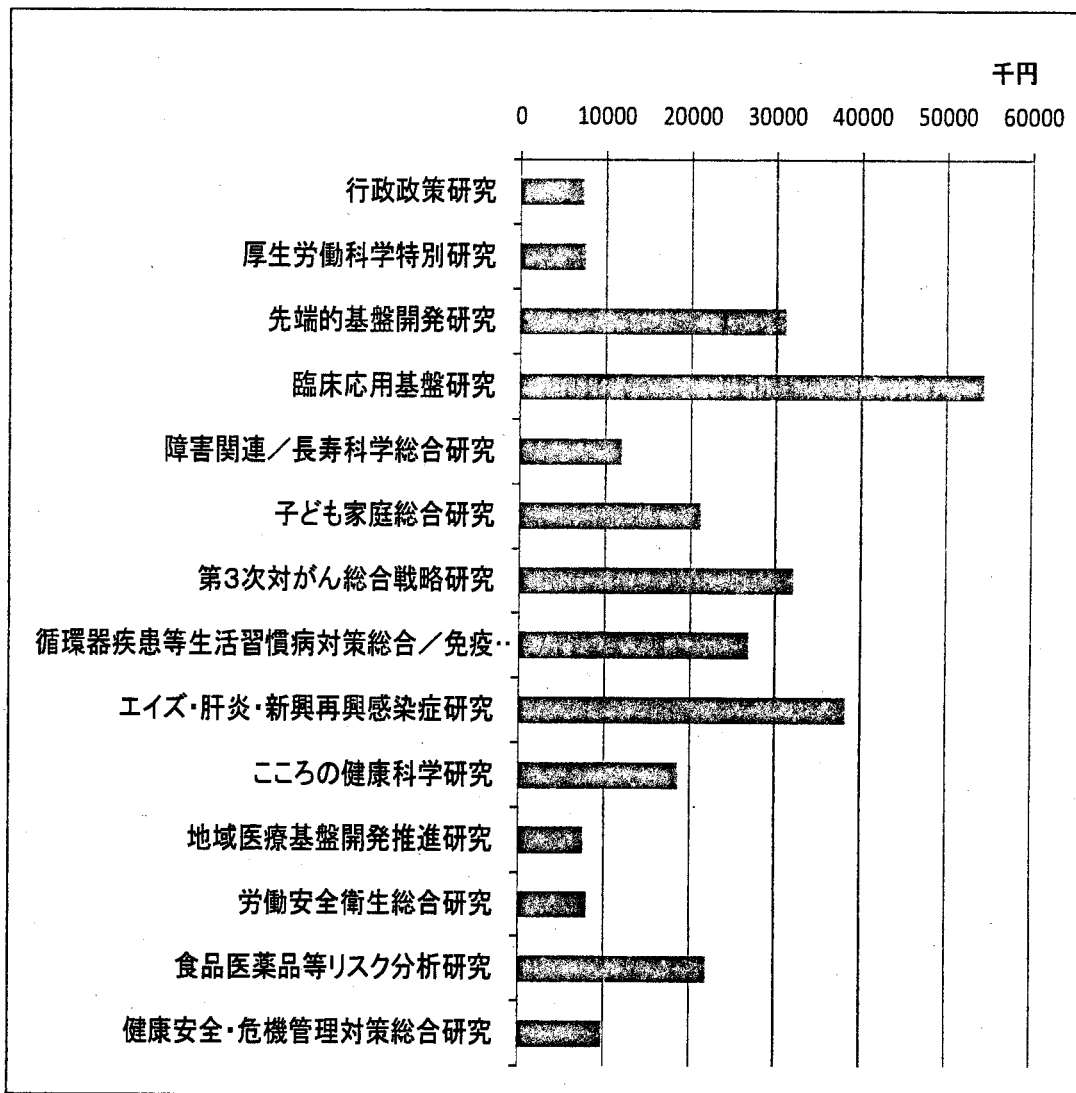 千円
0 10000 20000 30000 40000 50000 60000
行政政策研究
厚生労働科学特別研究
先端的基盤開発研究
臨床応用基盤研究
障害関連／長寿科学総合研究
子ども家庭総合研究
第3次対がん総合戦略研究
循環器疾患等生活習慣病対策総合／免疫‥
エイズ・肝炎・新興再興感染症研究
こころの健康科学研究
地域医療基盤開発推進研究
労働安全衛生総合研究
食品医薬品等リスク分析研究
健康安全・危機管理対策総合研究